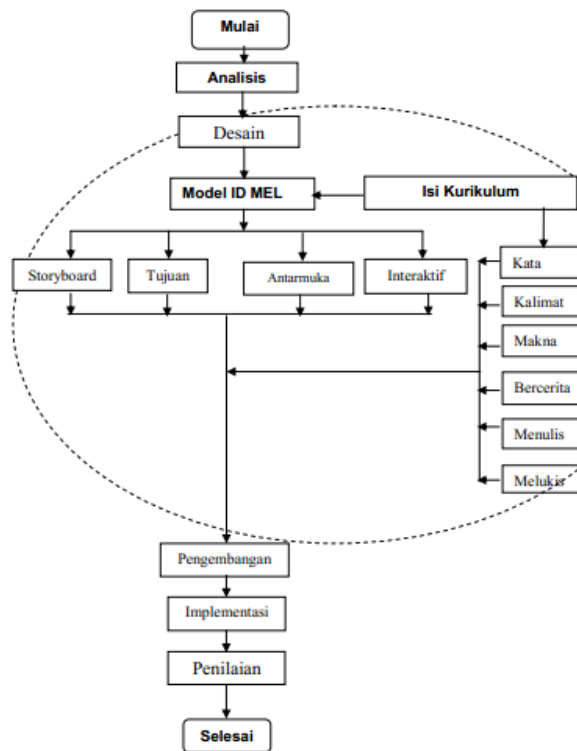 Mulai
Analisis
Desain
Model ID MEL
Isi Kurikulum
Storyboard
Tujuan
Antarmuka
Interaktif
Kata
Kalimat
Makna
Bercerita
Menulis
Melukis
Pengembangan
Implementasi
Penilaian
Selesai